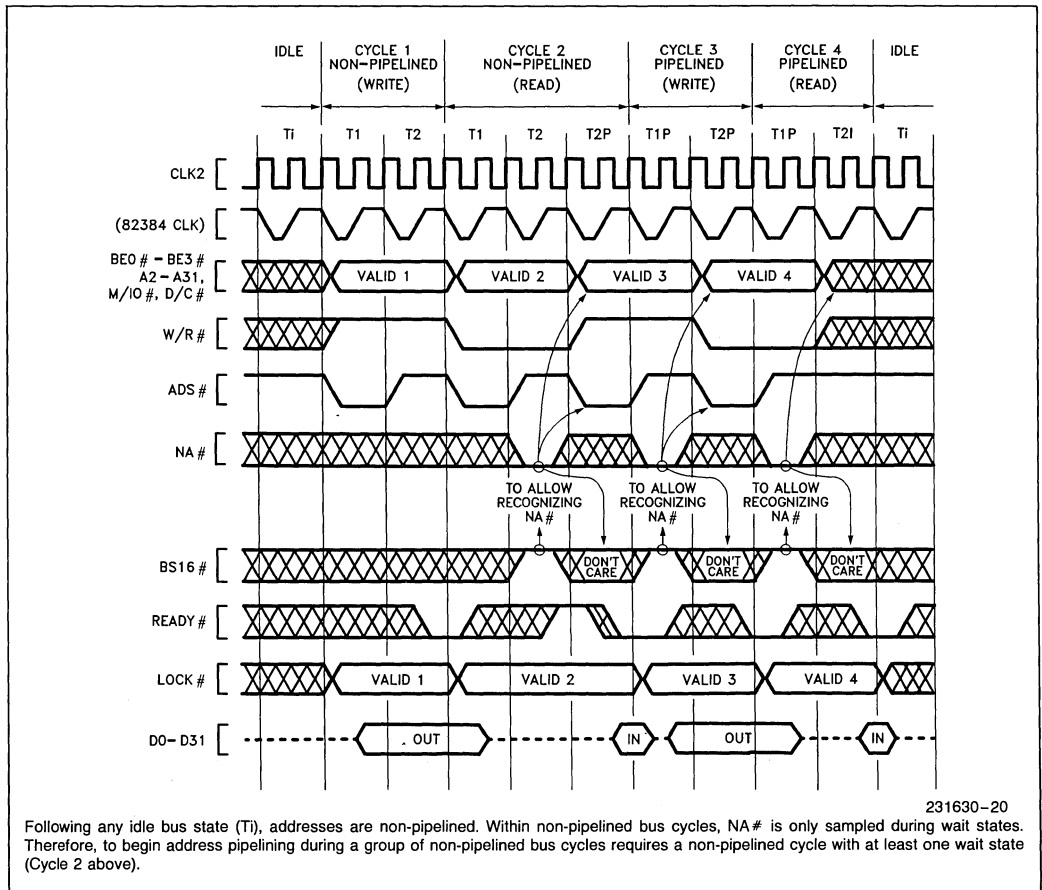 IDLE CYCLE 1 CYCLE 2 CYCLE 3 CYCLE 4 IDLE
NON-PIPELINED NON-PIPELINED PIPELINED PIPELINED
(WRITE) (READ) (WRITE) (READ)
Ti T1 T2 T1 T2 T2P T1P T2P T1P T2I Ti
CLK2
(82384 CLK)
BE0 # - BE3 #
A2 - A31,
M/IO #, D/C #
VALID 1 VALID 2 VALID 3 VALID 4
W/R #
ADS #
NA #
TO ALLOW TO ALLOW TO ALLOW
RECOGNIZING RECOGNIZING RECOGNIZING
NA # NA # NA #
BS16 #
DON'T DON'T DON'T
CARE CARE CARE
READY #
LOCK # VALID 1 VALID 2 VALID 3 VALID 4
D0- D31 OUT IN OUT IN
231630-20
Following any idle bus state (Ti), addresses are non-pipelined. Within non-pipelined bus cycles, NA# is only sampled during wait states.
Therefore, to begin address pipelining during a group of non-pipelined bus cycles requires a non-pipelined cycle with at least one wait state
(Cycle 2 above).